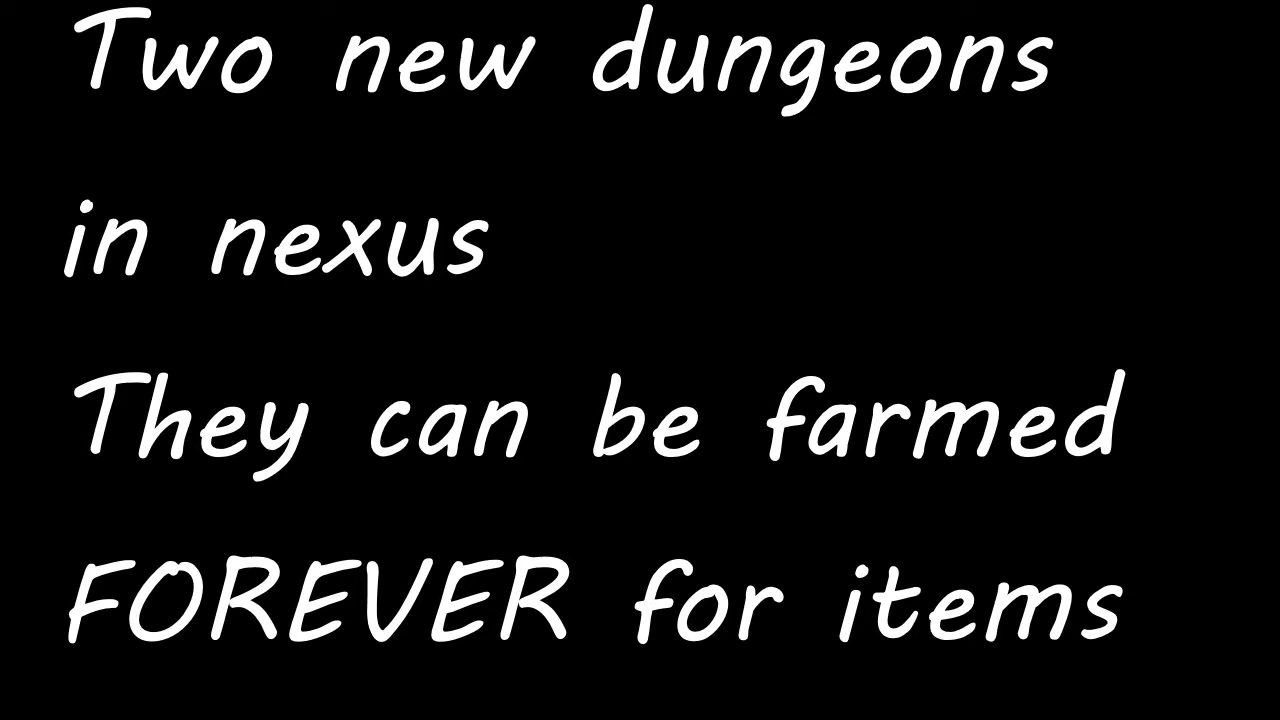 Two new dungeons
in nexus
They can be farmed
FOREVER for items